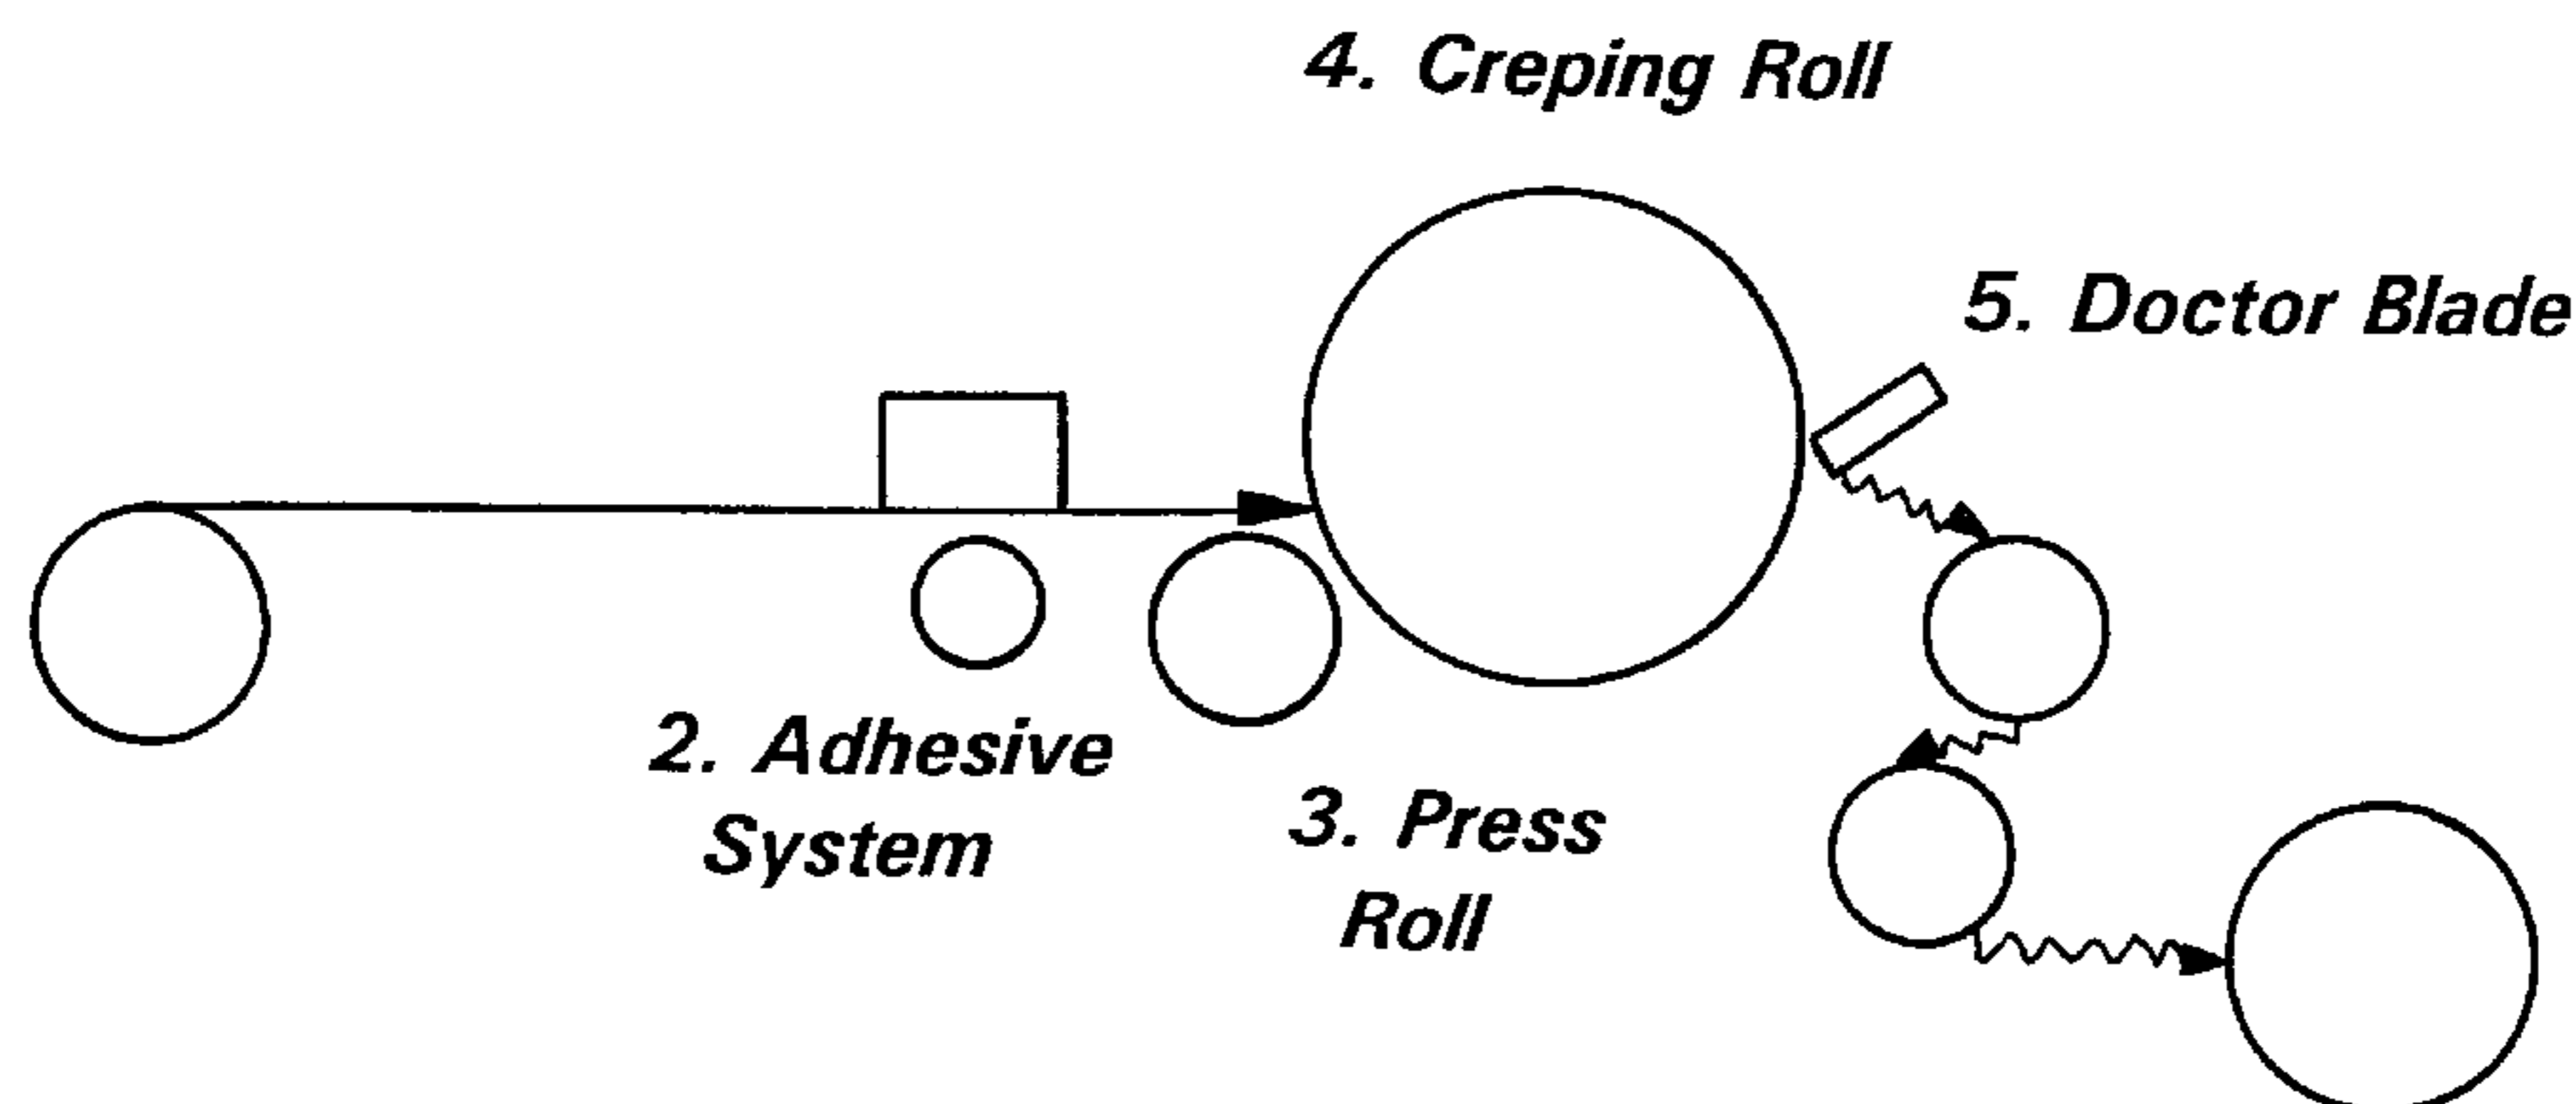 4. Creping Roll
5. Doctor Blade
2. Adhesive
System
3. Press
Roll